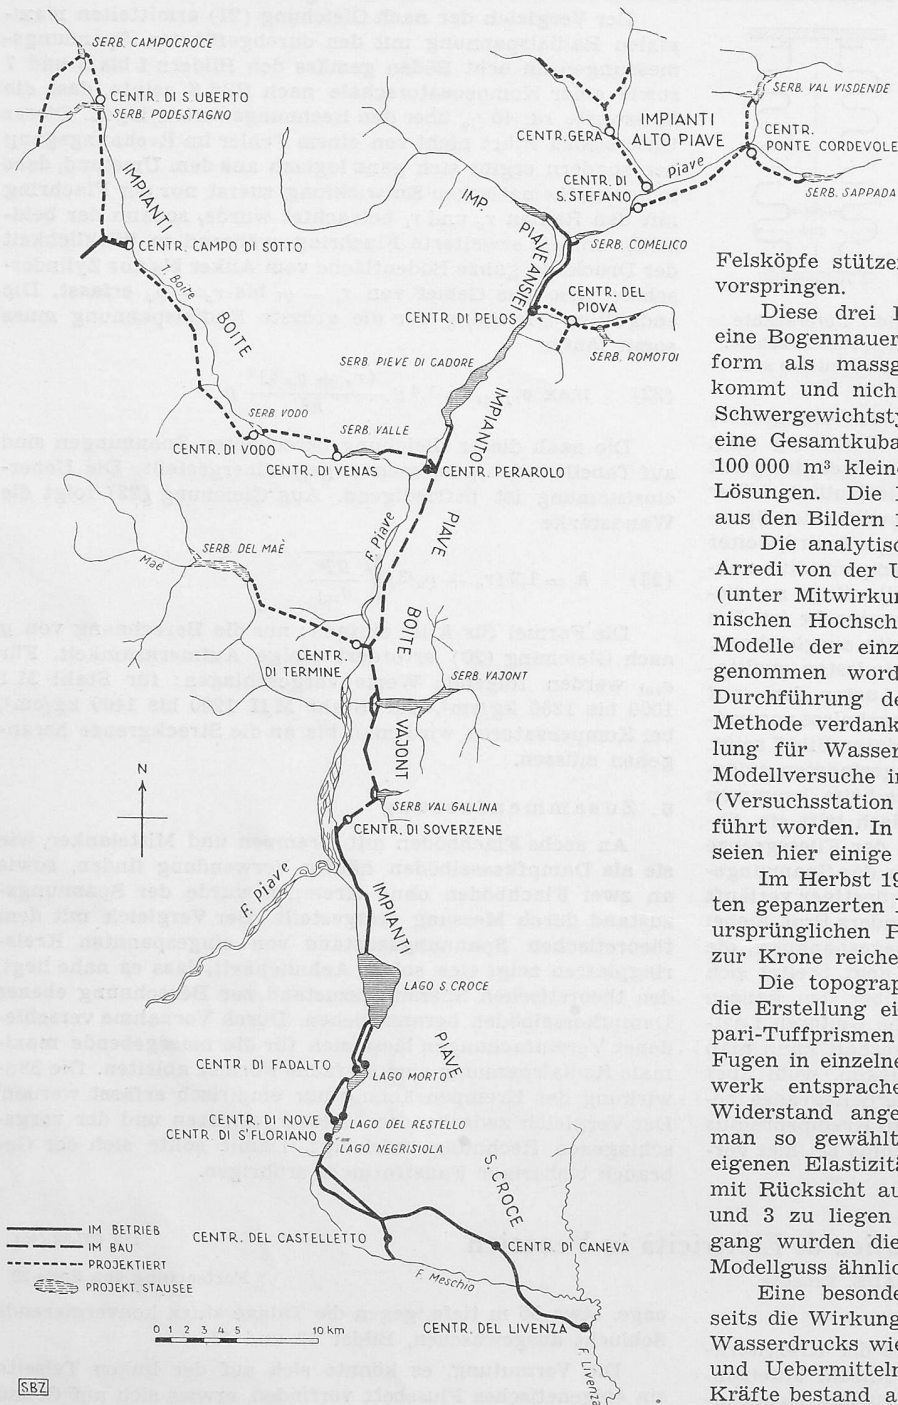 SERB. CAMPOCROCE
CENTR. DI S. UBERTO
SERB. PODESTAGNO
IMPIANTI
BOITE
CENTR. CAMPO DI SOTTO
T. Boite
SERB. VODO
CENTR. DI VODO
SERB. VALLE
CENTR. DI VENAS
CENTR. PERAROLO
SERB. VAL VISDENDE
IMPIANTI
ALTO PIAVE
CENTR. GERA
CENTR.
PONTE CORDEVOLE
CENTR. DI
S. STEFANO
Piave
SERB. SAPPADA
IMP.
PIAVE ANSIEI
SERB. COMELICO
CENTR. DEL
PIOVA
CENTR. DI PELOS
SERB. ROMOTOI
SERB. PIEVE DI CADORE
IMPIANTO
PIAVE
BOITE
VAJONT
F. Piave
SERB. DEL MAÈ
Maè
CENTR.
DI TERMINE
SERB. VAJONT
N
SERB. VAL GALLINA
CENTR. DI SOVERZENE
F. Piave
IMPIANTI
PIAVE
S. CROCE
LAGO S. CROCE
CENTR. DI FADALTO
LAGO MORTO
CENTR. DI NOVE
LAGO DEL RESTELLO
CENTR. DI S. FLORIANO
LAGO NEGRISIOLA
CENTR. DEL CASTELLETTO
CENTR. DI CANEVA
F. Meschio
CENTR. DEL LIVENZA
F. Livenza
IM BETRIEB
IM BAU
PROJEKTIERT
PROJEKT. STAUSEE
0 1 2 3 4 5 10 km
SBZ
Felsköpfe stützen
vorspringen.
Diese drei
eine Bogenmauer
form als massg
kommt und nicht
Schwergewichtsty
eine Gesamtkuba
100 000 m³ kleine
Lösungen. Die
aus den Bildern
Die analytisc
Arredi von der U
(unter Mitwirkun
nischen Hochsch
Modelle der einz
genommen word
Durchführung de
Methode verdank
lung für Wasser
Modellversuche in
(Versuchsstation
führt worden. In
seien hier einige
Im Herbst 19
ten gespannten
ursprünglichen P
zur Krone reiche
Die topograp
die Erstellung ei
pari-Tuffprismen
Fugen in einzelne
werk entspreche
Widerstand ange
man so gewählt
eigenen Elastizitä
mit Rücksicht au
und 3 zu liegen
gang wurden die
Modellguss ähnlic
Eine besonde
seits die Wirkung
Wasserdrucks wie
und Uebermitteln
Kräfte bestand a